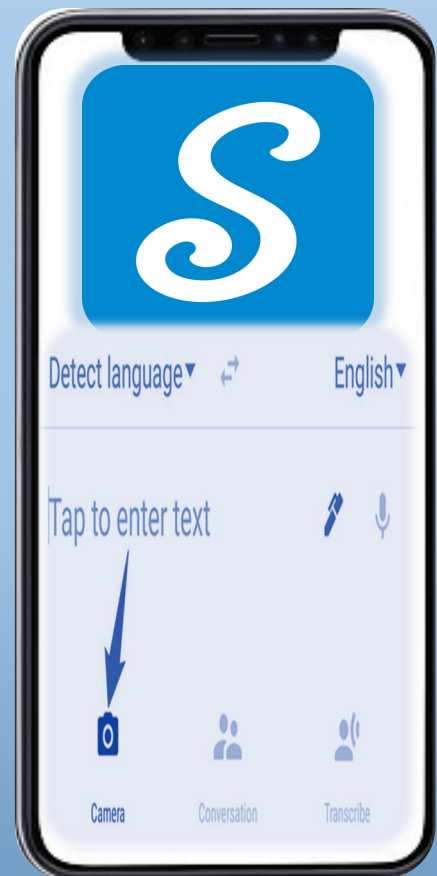 S
Detect language English
Tap to enter text
Camera Conversation Transcribe